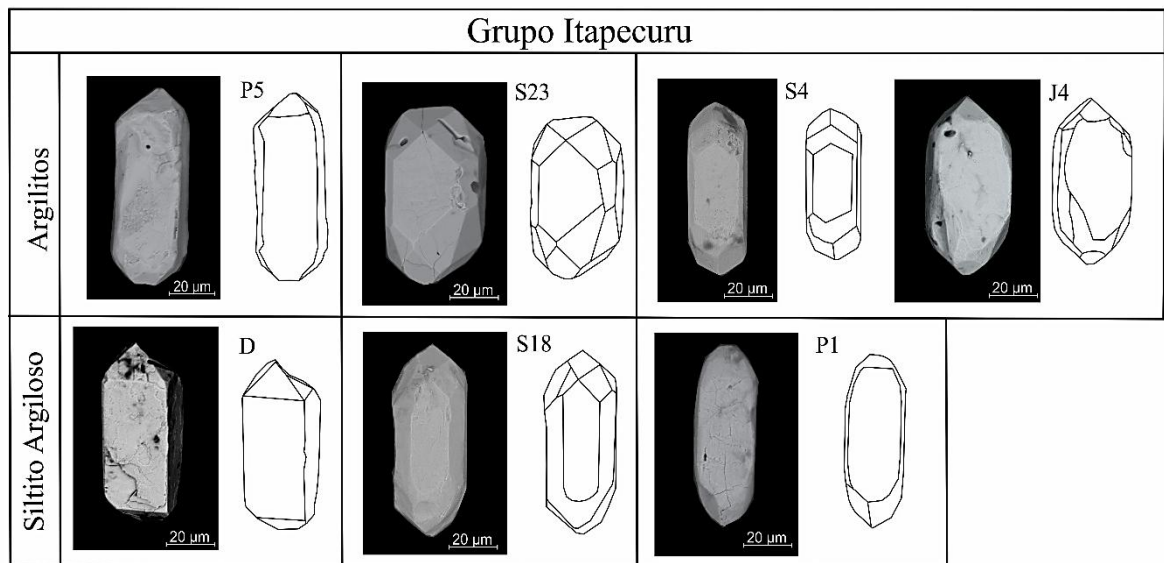 Grupo Itapecuru
Argilitos
P5
20 µm
S23
20 µm
S4
20 µm
J4
20 µm
Siltito Argiloso
D
20 µm
S18
20 µm
P1
20 µm